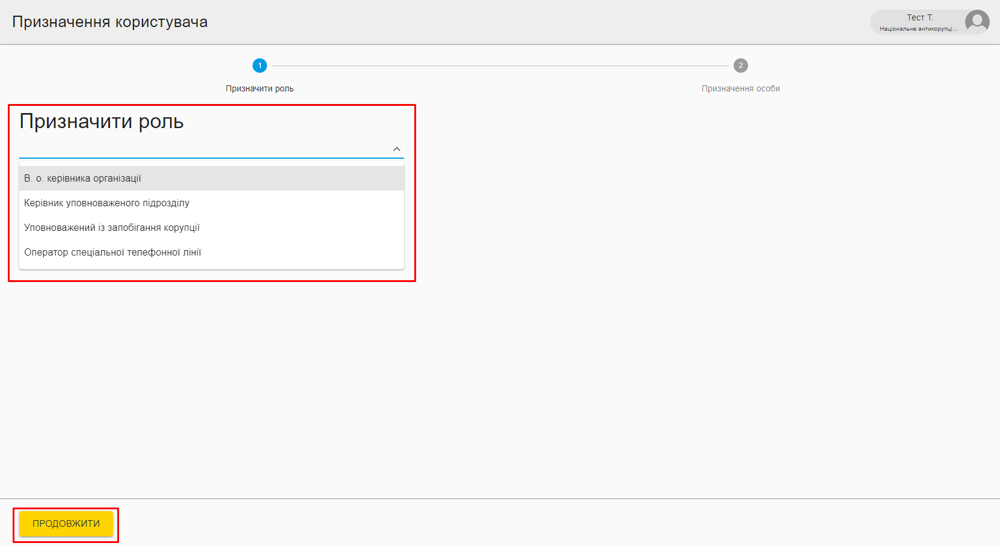 Призначення користувача
Тест Т.
Національне антикорупці...
1
2
Призначити роль
Призначення особи
Призначити роль
В. о. керівника організації
Керівник уповноваженого підрозділу
Уповноважений із запобігання корупції
Оператор спеціальної телефонної лінії
ПРОДОВЖИТИ